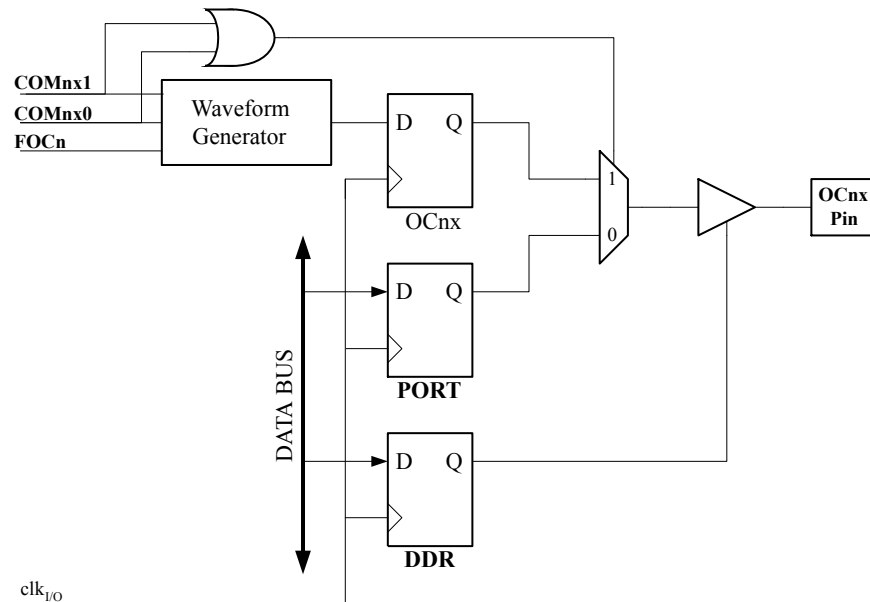 COMnx1
COMnx0
FOCn
Waveform
Generator
D Q
OCnx
1
0
OCnx
Pin
D Q
PORT
DATA BUS
D Q
DDR
clkI/O